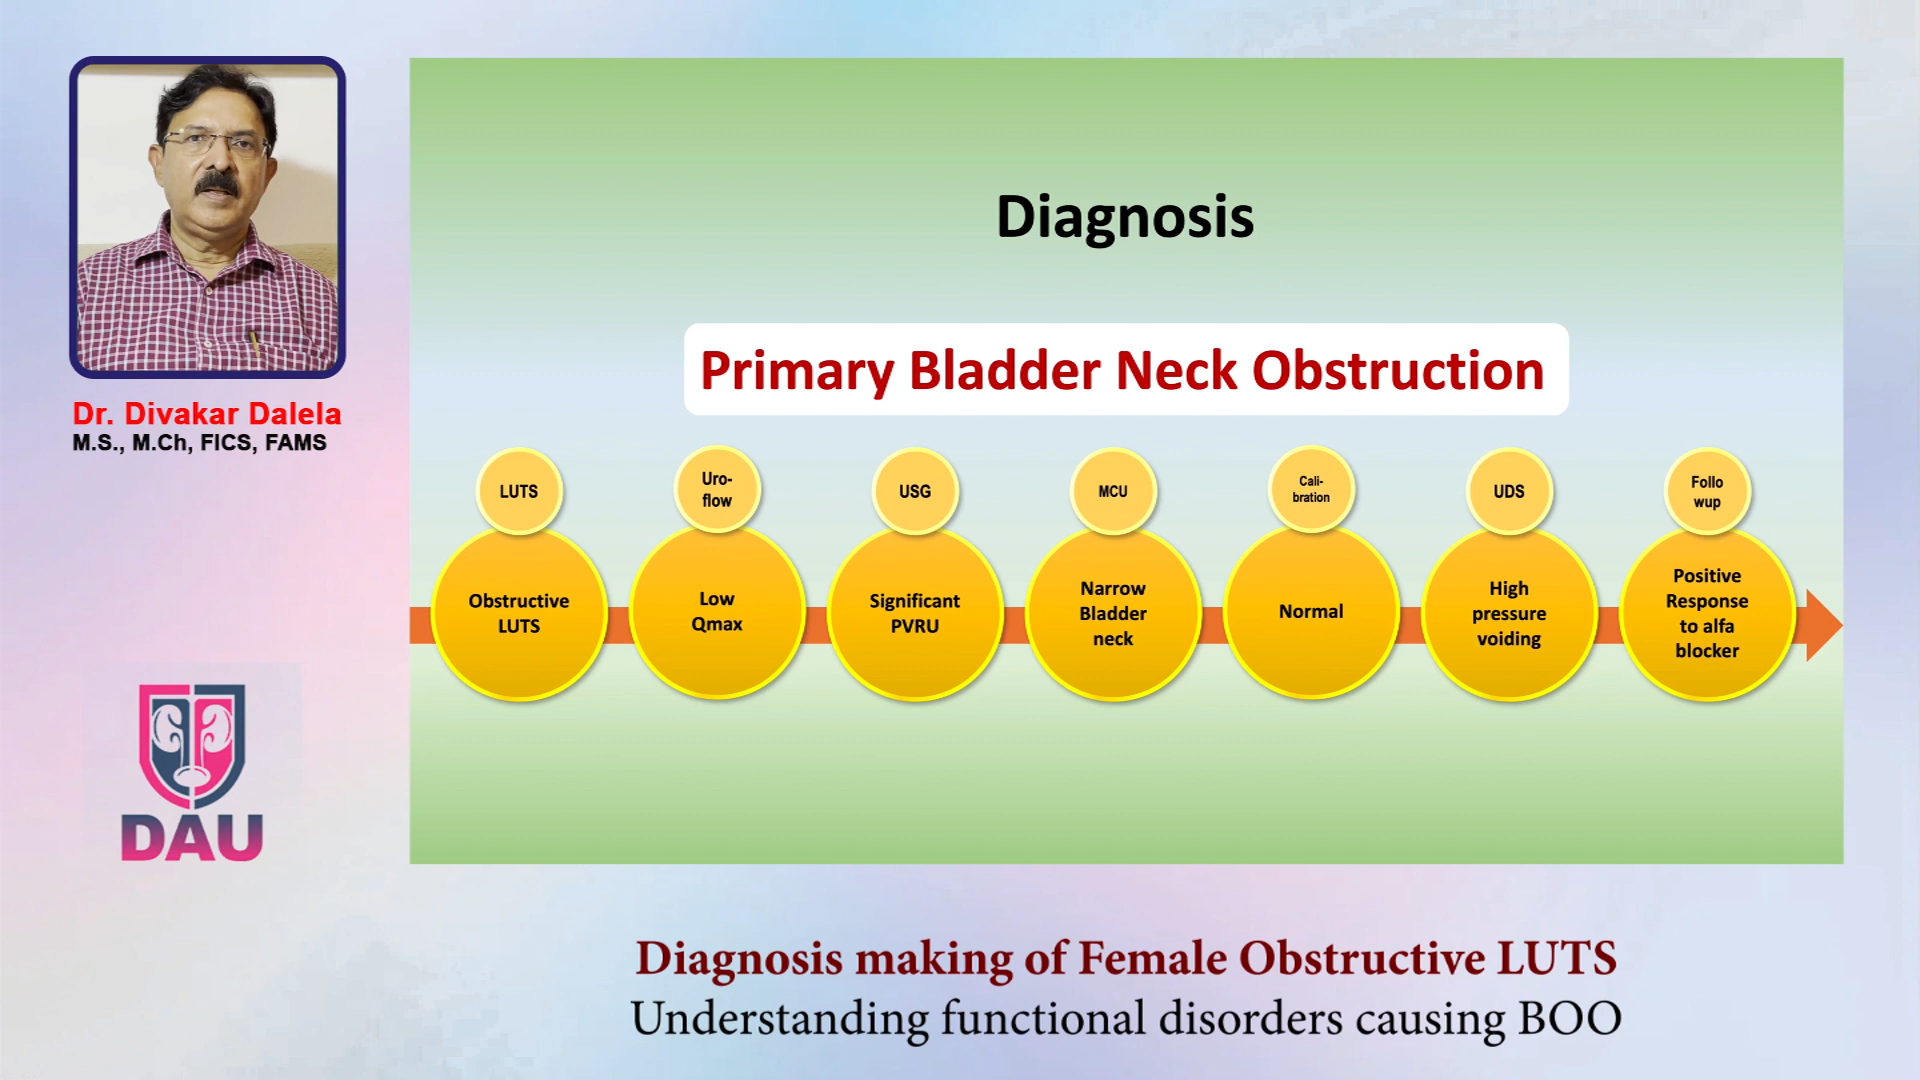 Dr. Divakar Dalela
M.S., M.Ch, FICS, FAMS
DAU
Diagnosis
Primary Bladder Neck Obstruction
LUTS
Obstructive
LUTS
Uro-
flow
Low
Qmax
USG
Significant
PVRU
MCU
Narrow
Bladder
neck
Cali-
bration
Normal
UDS
High
pressure
voiding
Follo
wup
Positive
Response
to alfa
blocker
Diagnosis making of Female Obstructive LUTS
Understanding functional disorders causing BOO